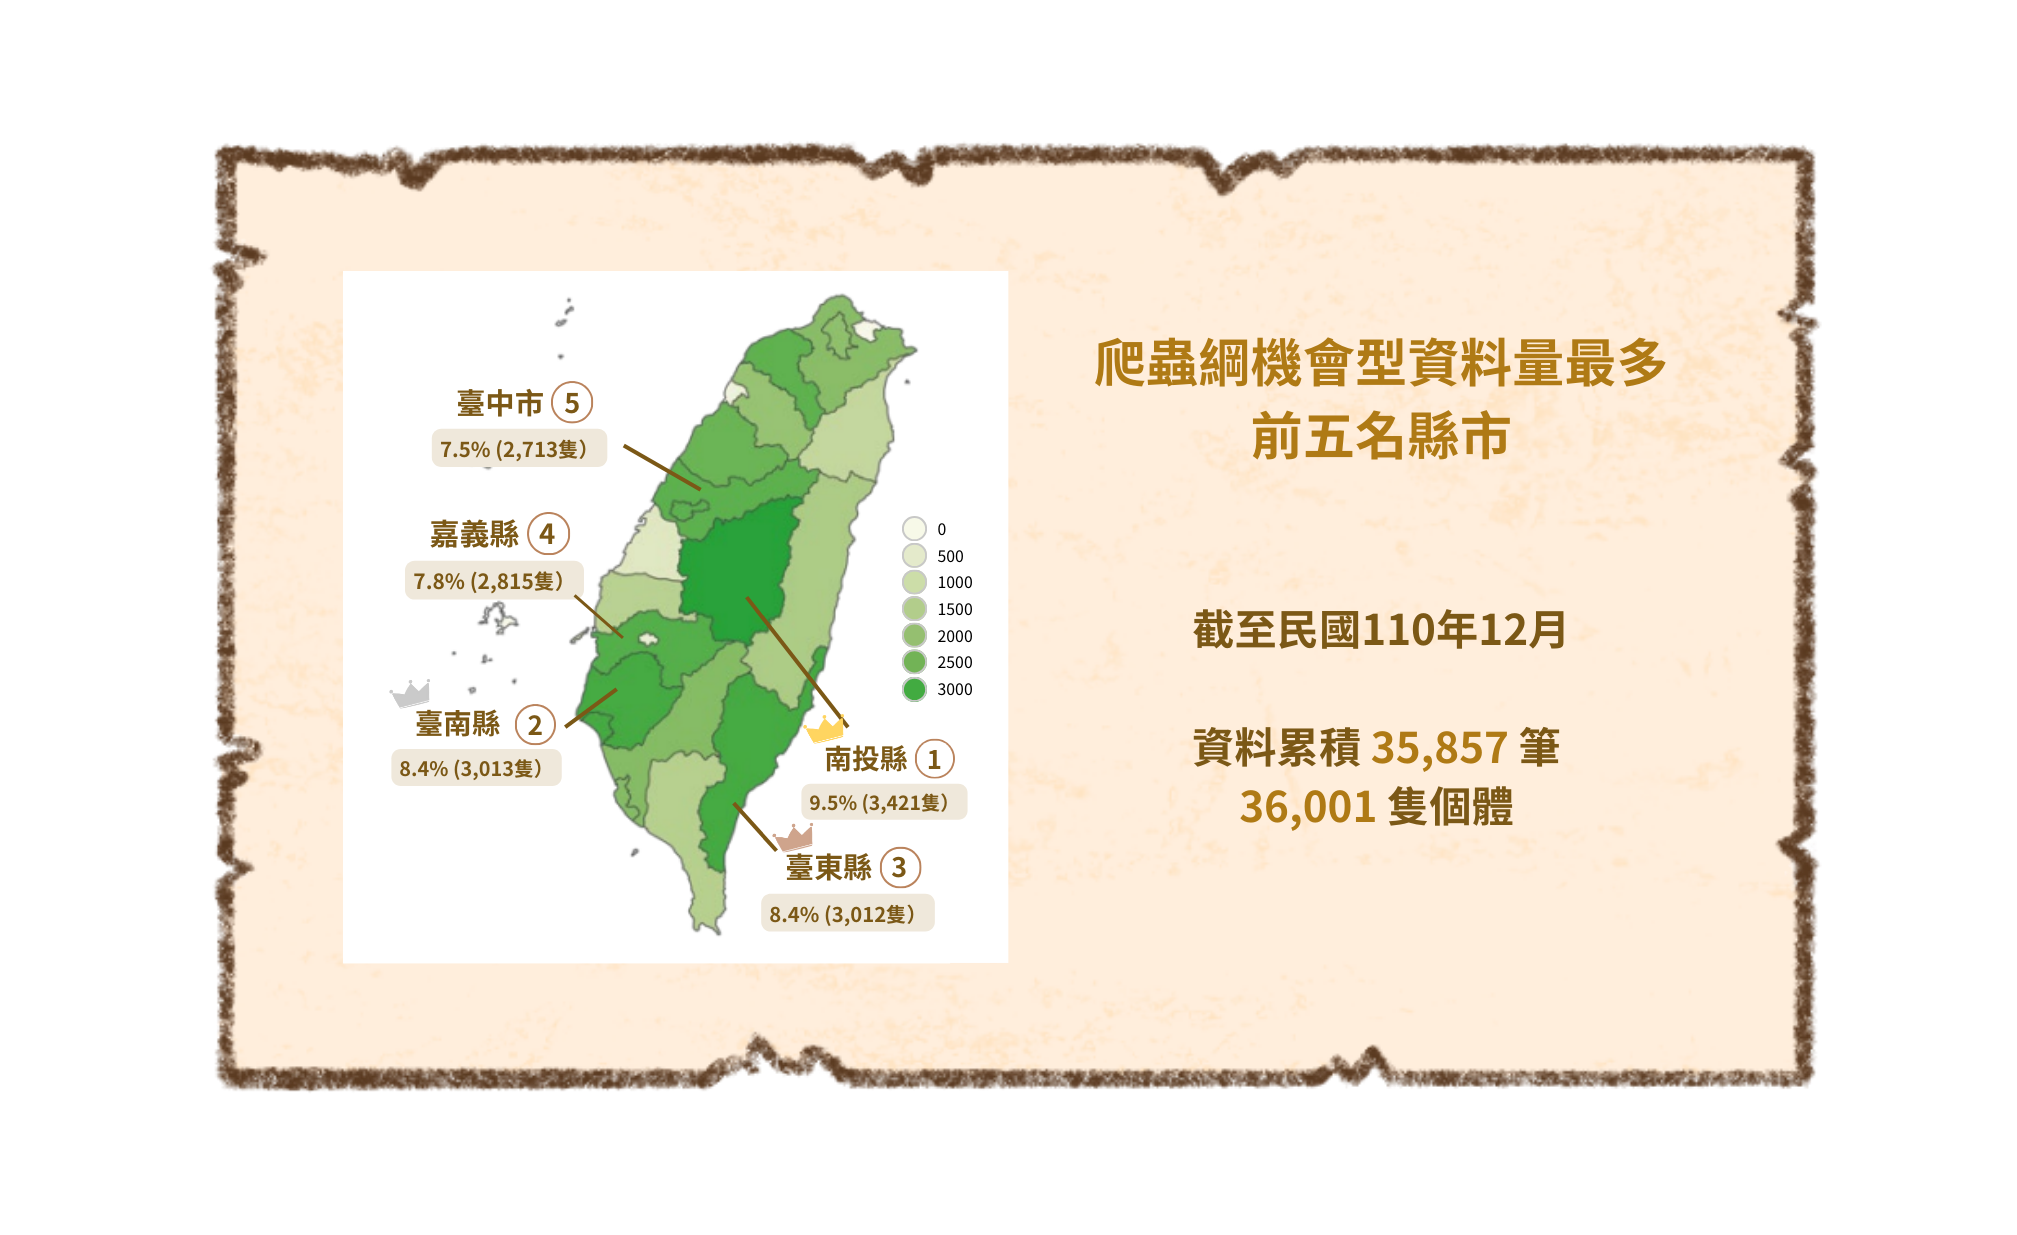 爬蟲綱機會型資料量最多
前五名縣市
截至民國110年12月
資料累積 35,857 筆
36,001 隻個體
臺中市 5
7.5% (2,713隻)
嘉義縣 4
7.8% (2,815隻)
臺南縣 2
8.4% (3,013隻)
南投縣 1
9.5% (3,421隻)
臺東縣 3
8.4% (3,012隻)
0
500
1000
1500
2000
2500
3000